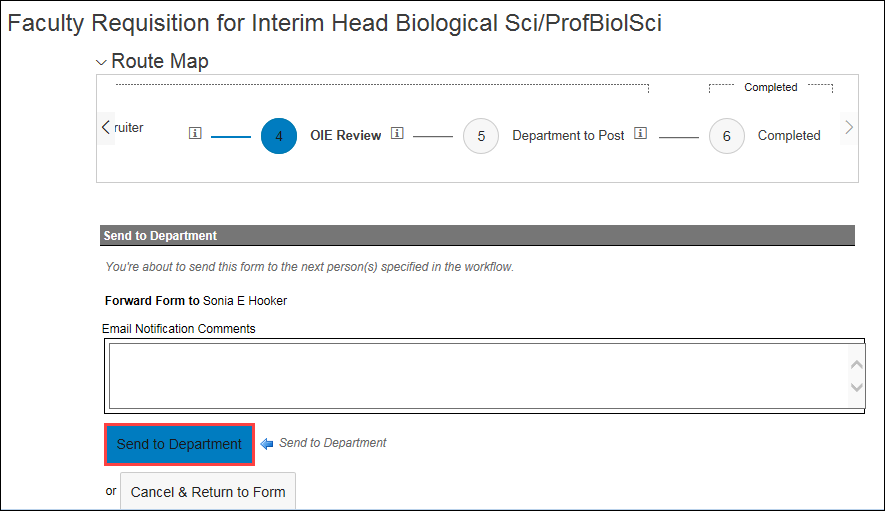 Faculty Requisition for Interim Head Biological Sci/ProfBiolSci
Route Map
Completed
ruiter
4 OIE Review
5 Department to Post
6 Completed
Send to Department
You're about to send this form to the next person(s) specified in the workflow.
Forward Form to Sonia E Hooker
Email Notification Comments
Send to Department Send to Department
or Cancel & Return to Form